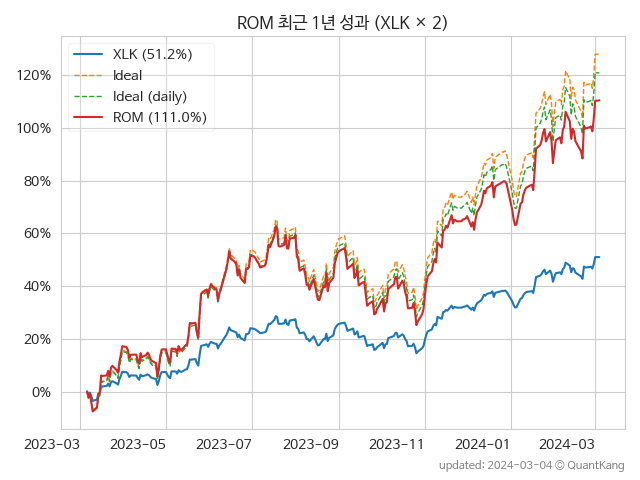 ROM 최근 1년 성과 (XLK × 2)
XLK (51.2%)
Ideal
Ideal (daily)
ROM (111.0%)
120%
100%
80%
60%
40%
20%
0%
2023-03 2023-05 2023-07 2023-09 2023-11 2024-01 2024-03
updated: 2024-03-04 © QuantKang